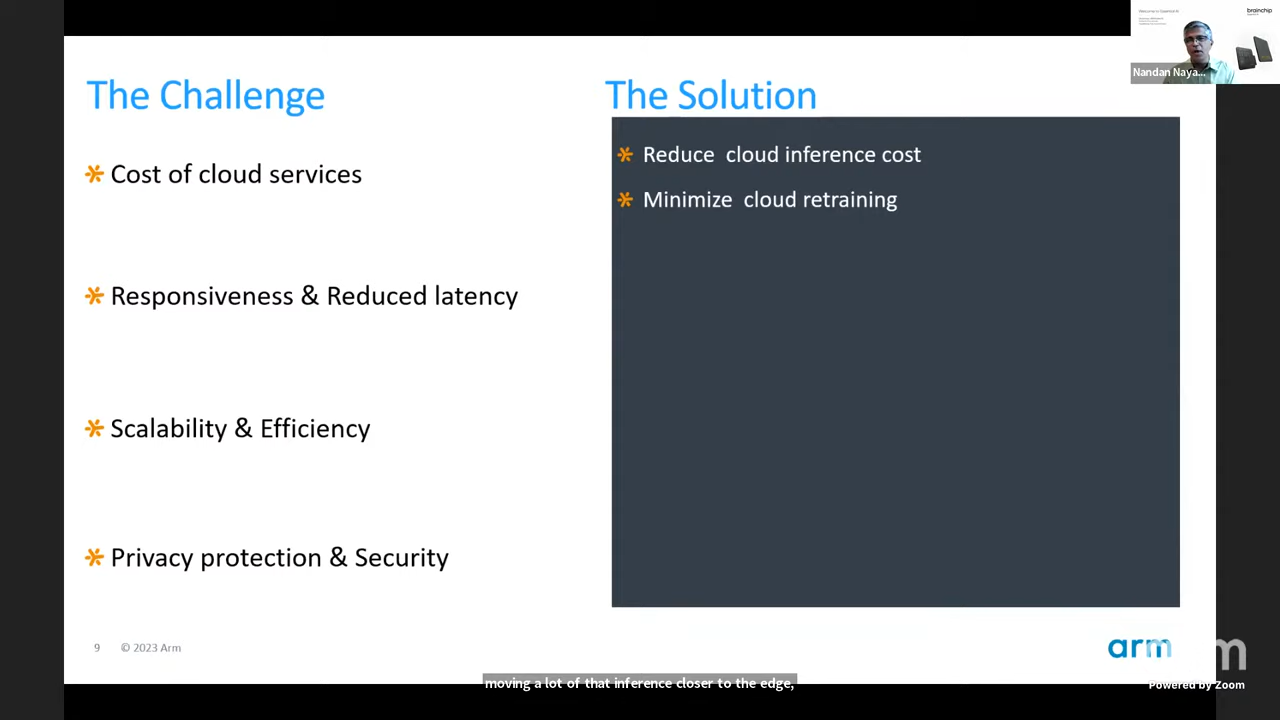 brainchip
Nandan Naya...
The Challenge
The Solution
Cost of cloud services
Reduce cloud inference cost
Minimize cloud retraining
Responsiveness & Reduced latency
Scalability & Efficiency
Privacy protection & Security
9 © 2023 Arm
arm
m
moving a lot of that inference closer to the edge,
Powered by Zoom